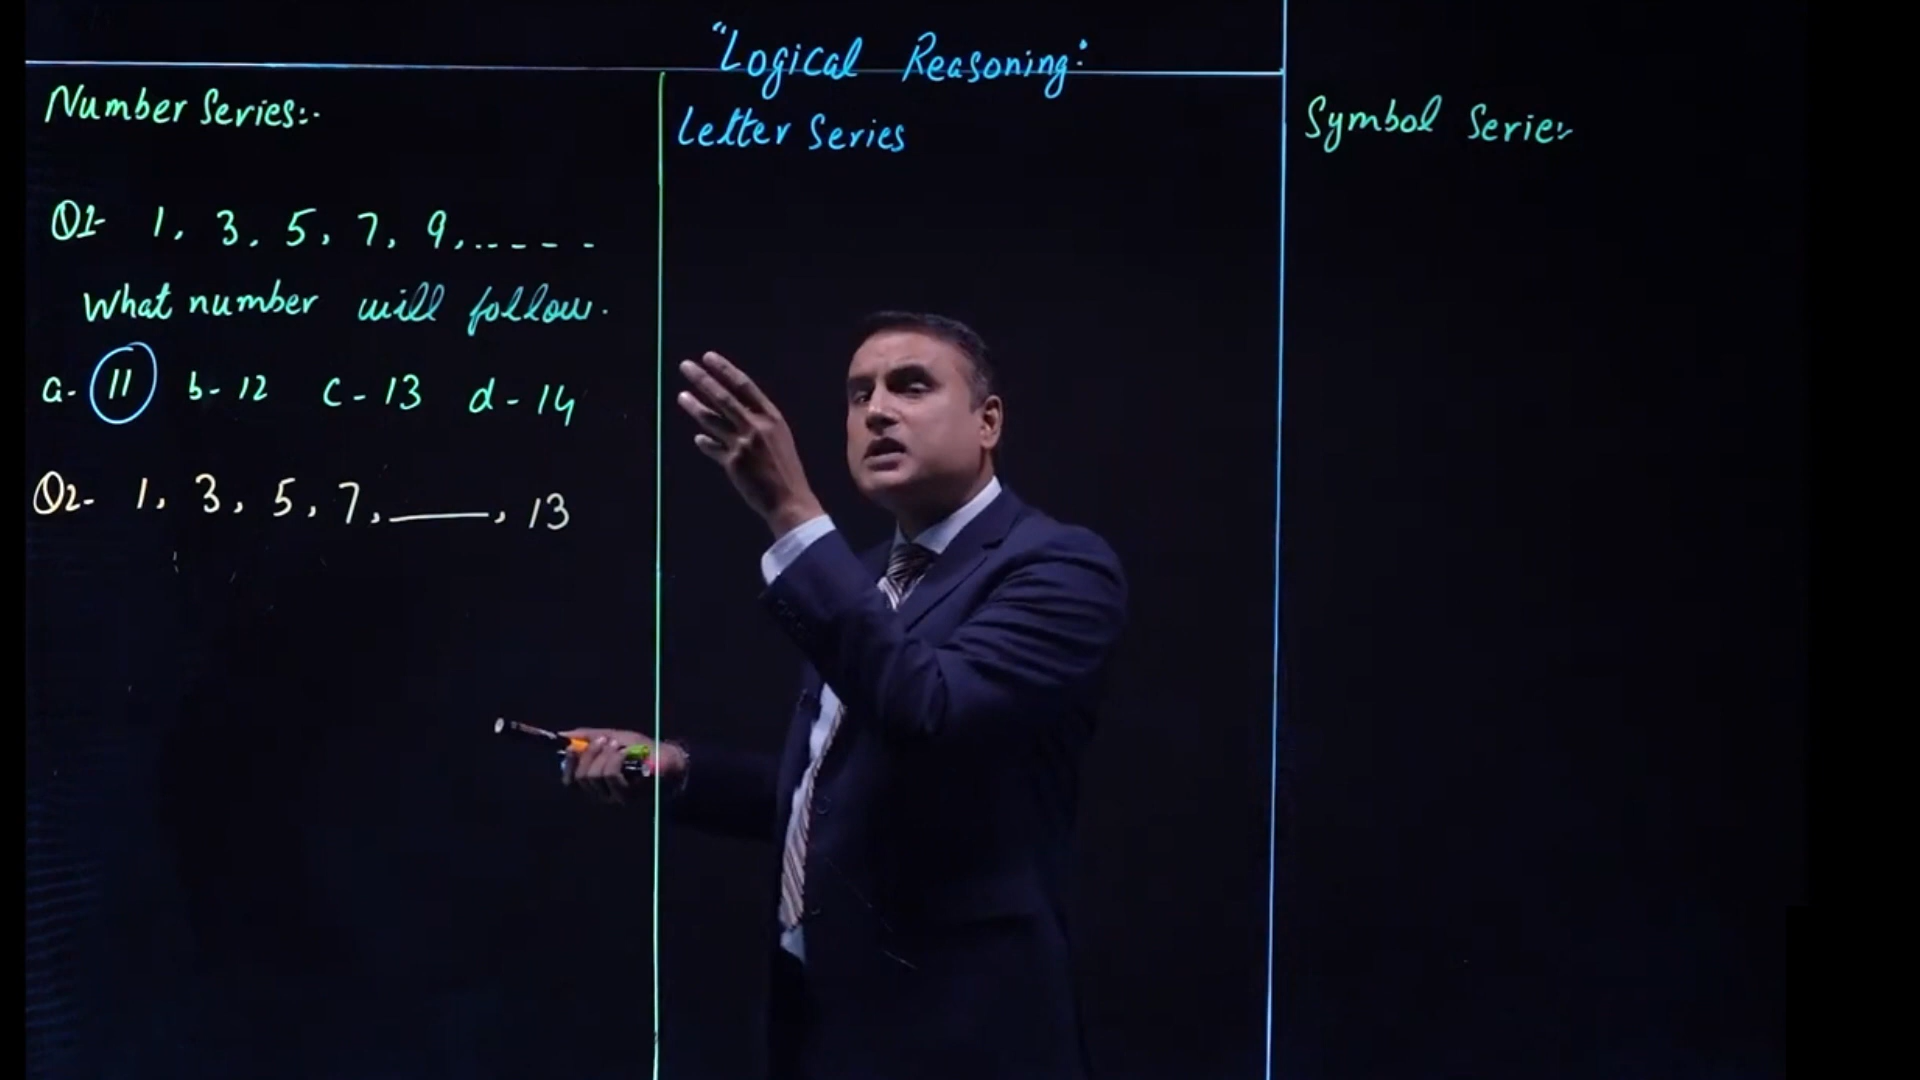 "Logical Reasoning:
Number Series:-
Q1- 1, 3, 5, 7, 9, ......
What number will follow.
a- 11 b- 12 c- 13 d- 14
Q2- 1, 3, 5, 7, ____, 13
Letter Series
Symbol Series